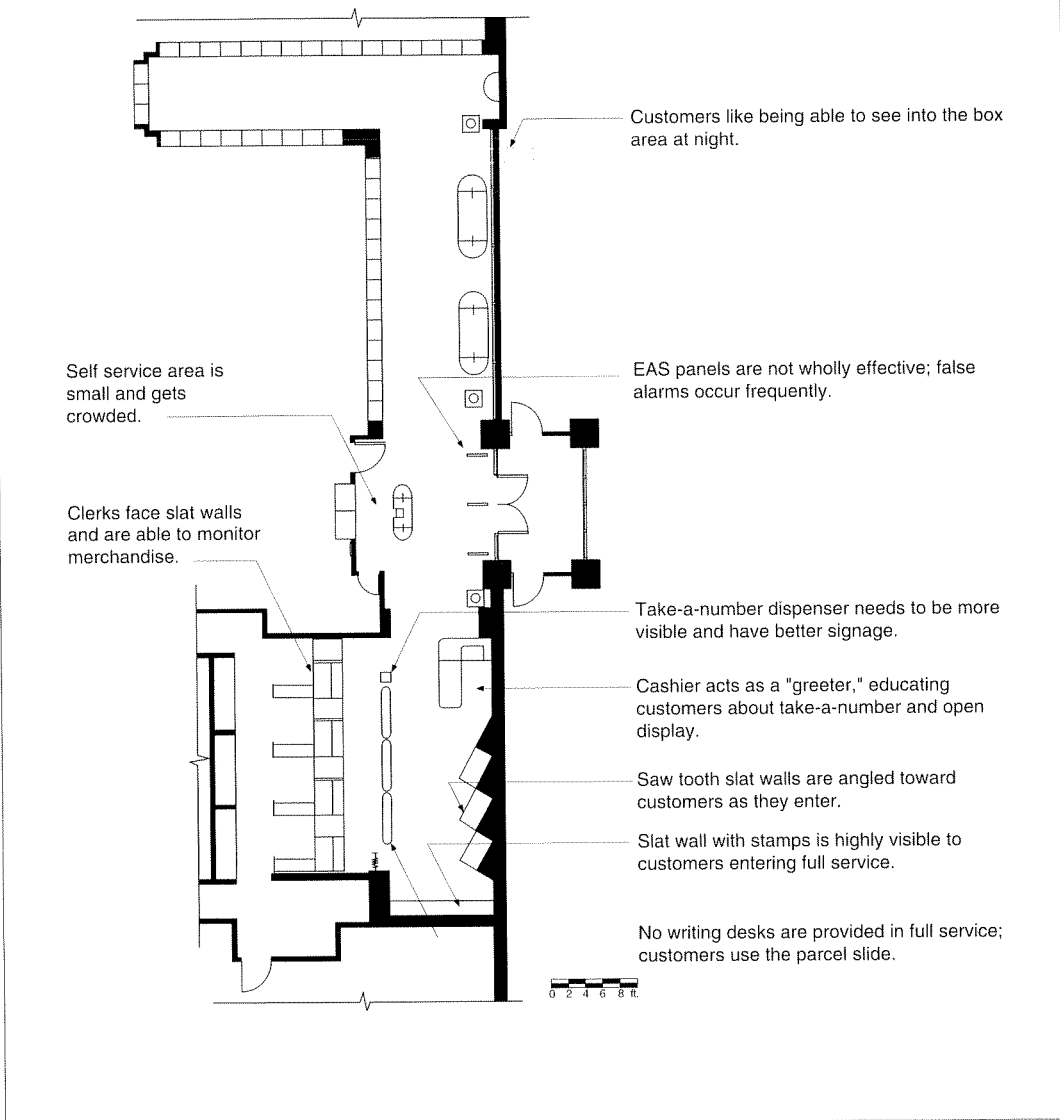 Customers like being able to see into the box
area at night.
Self service area is
small and gets
crowded.
EAS panels are not wholly effective; false
alarms occur frequently.
Clerks face slat walls
and are able to monitor
merchandise.
Take-a-number dispenser needs to be more
visible and have better signage.
Cashier acts as a "greeter," educating
customers about take-a-number and open
display.
Saw tooth slat walls are angled toward
customers as they enter.
Slat wall with stamps is highly visible to
customers entering full service.
No writing desks are provided in full service;
customers use the parcel slide.
0 2 4 6 8 ft.